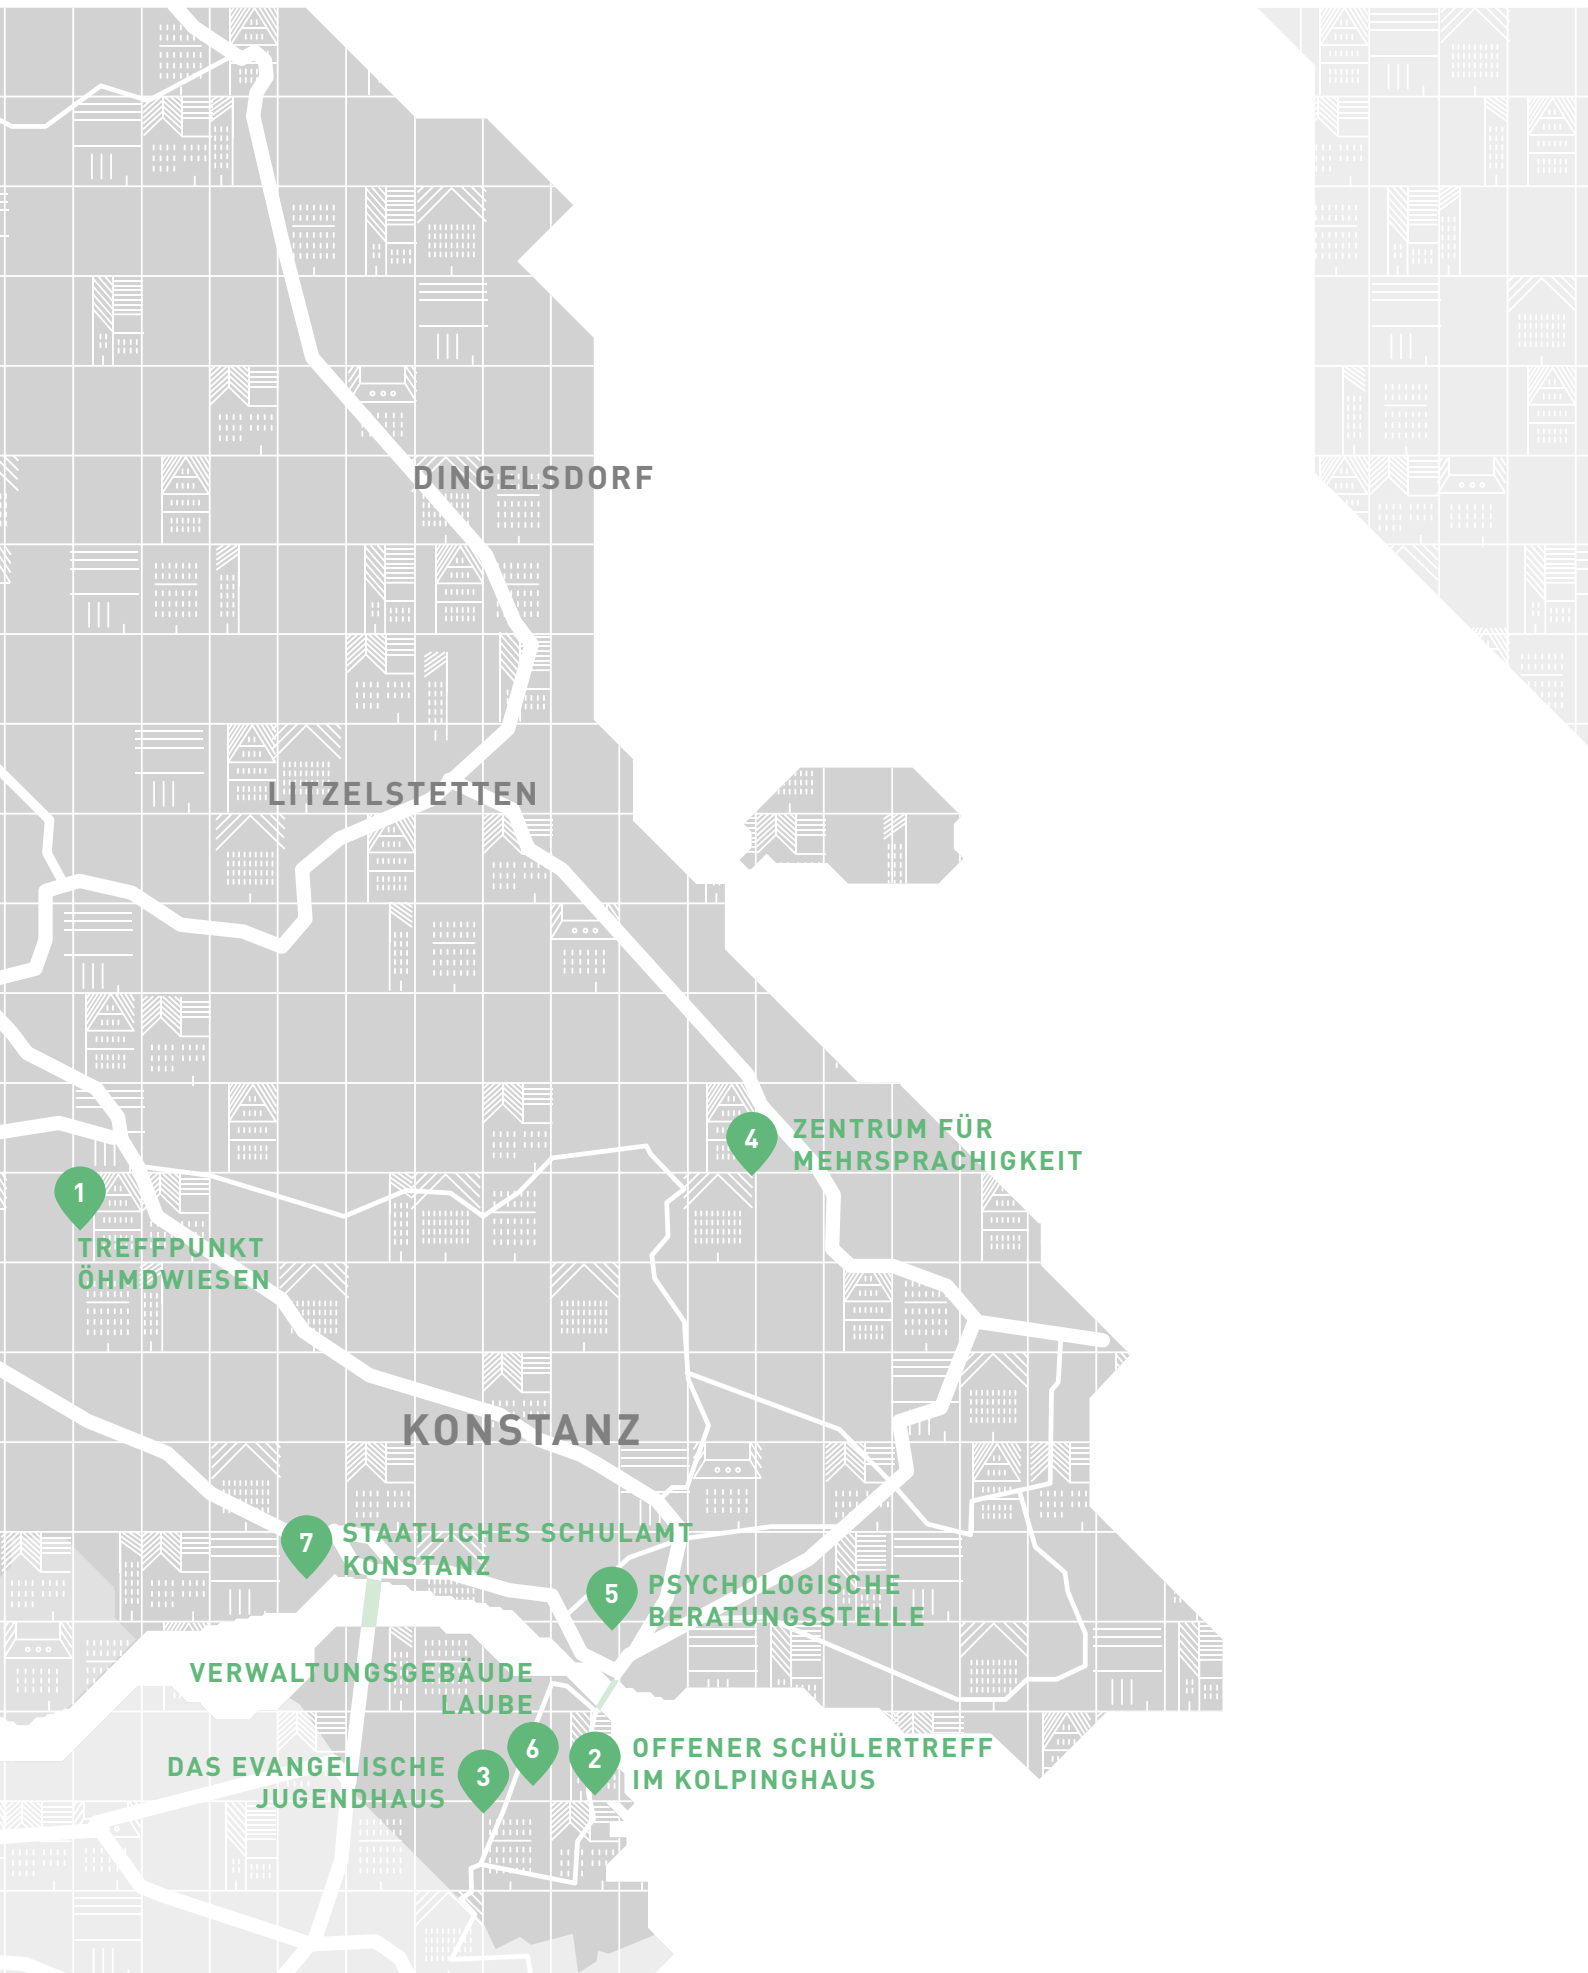 DINGELSDORF
LITZELSTETTEN
4
ZENTRUM FÜR
MEHRSPRACHIGKEIT
1
TREFFPUNKT
ÖHMDWIESEN
KONSTANZ
7
STAATLICHES SCHULAMT
KONSTANZ
5
PSYCHOLOGISCHE
BERATUNGSSTELLE
VERWALTUNGSGEBÄUDE
LAUBE
6
2
OFFENER SCHÜLERTREFF
IM KOLPINGHAUS
DAS EVANGELISCHE
JUGENDHAUS
3